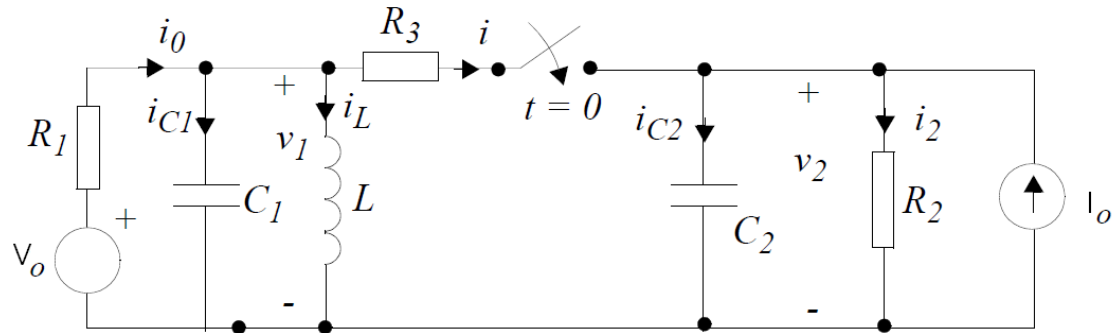 i0
R3
i
t = 0
+
iC1
iL
v1
R1
C1
L
+
Vo
-
+
iC2
i2
v2
R2
C2
Io
-